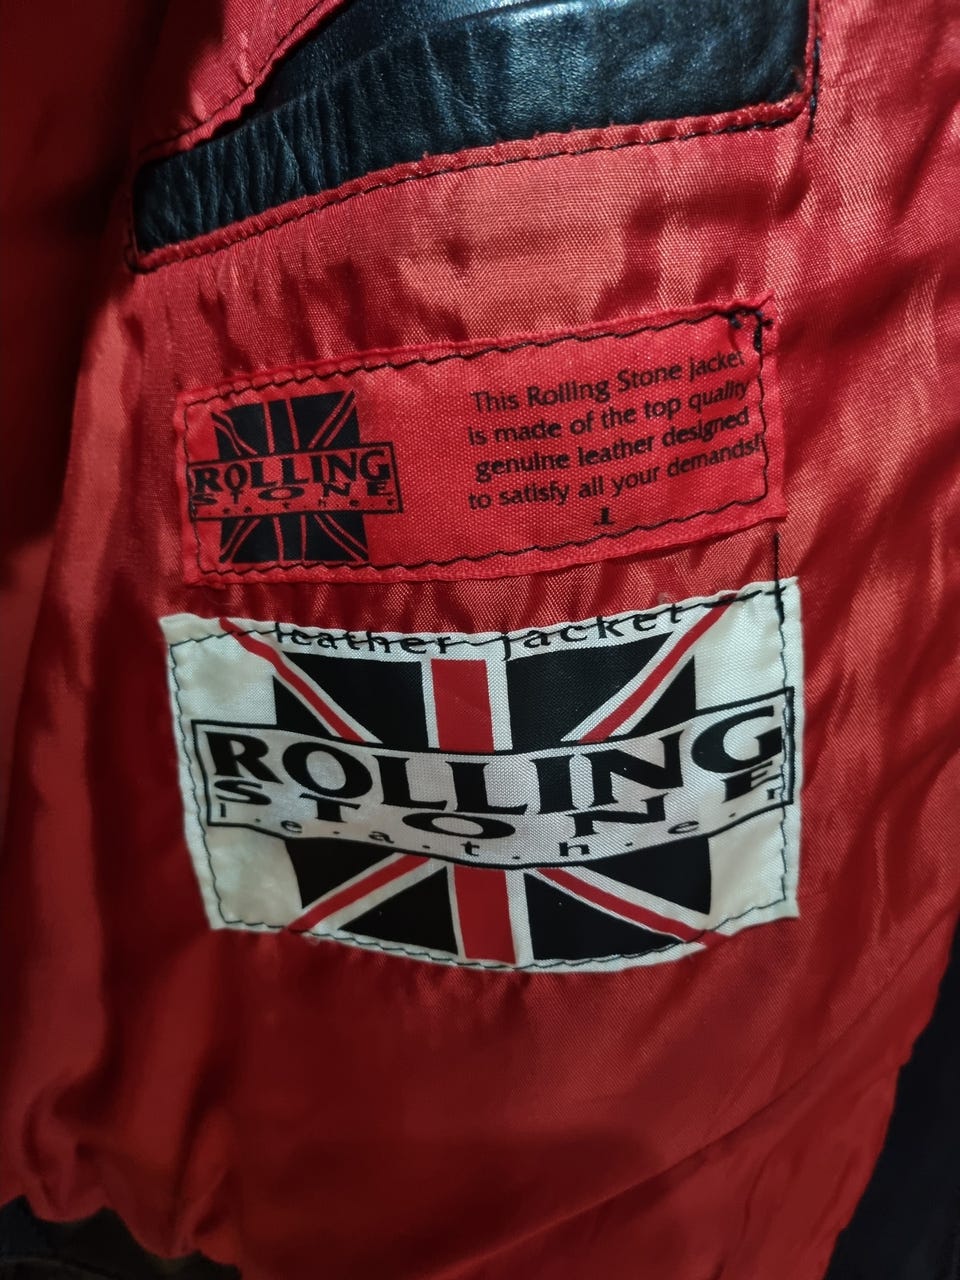 ROLLING
STONE
leather
This Rolling Stone jacket
is made of the top quality
genuine leather designed
to satisfy all your demands!
leather jacket
ROLLING
STONE
l.e.a.t.h.e.r